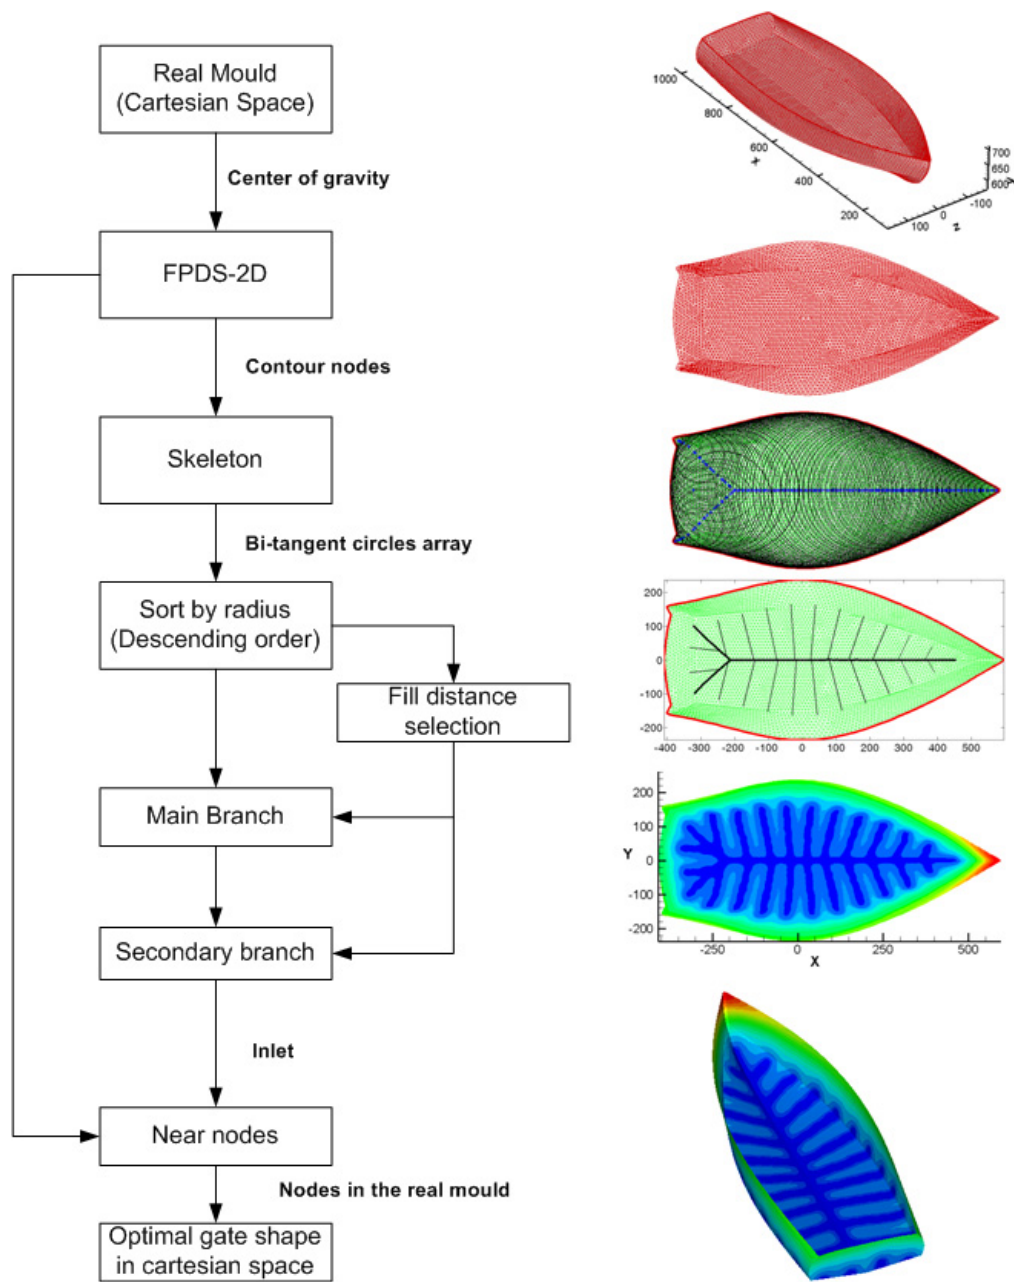 Real Mould
(Cartesian Space)
Center of gravity
FPDS-2D
Contour nodes
Skeleton
Bi-tangent circles array
Sort by radius
(Descending order)
Fill distance
selection
Main Branch
Secondary branch
Inlet
Near nodes
Nodes in the real mould
Optimal gate shape
in cartesian space
1000
800
600
400
200
X
700
650
600
100
0
-100
Z
200
100
0
-100
-200
-400 -300 -200 -100 0 100 200 300 400 500
200
100
Y 0
-100
-200
-250 0 250 500
X